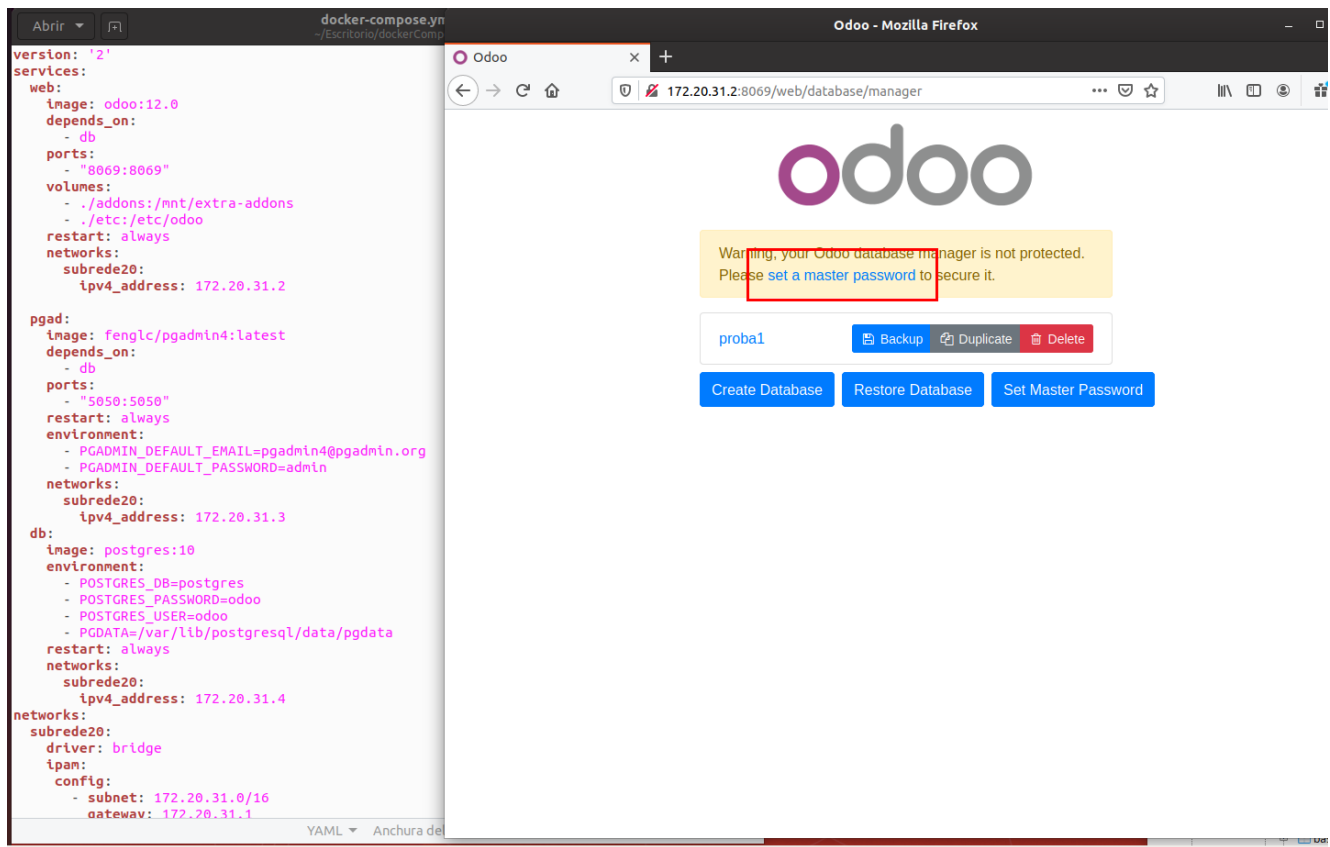 Abrir
docker-compose.yn
~/Escritorio/dockerComp
version: '2'
services:
  web:
    image: odoo:12.0
    depends_on:
      - db
    ports:
      - "8069:8069"
    volumes:
      - ./addons:/mnt/extra-addons
      - ./etc:/etc/odoo
    restart: always
    networks:
      subrede20:
        ipv4_address: 172.20.31.2

  pgad:
    image: fenglc/pgadmin4:latest
    depends_on:
      - db
    ports:
      - "5050:5050"
    restart: always
    environment:
      - PGADMIN_DEFAULT_EMAIL=pgadmin4@pgadmin.org
      - PGADMIN_DEFAULT_PASSWORD=admin
    networks:
      subrede20:
        ipv4_address: 172.20.31.3
  db:
    image: postgres:10
    environment:
      - POSTGRES_DB=postgres
      - POSTGRES_PASSWORD=odoo
      - POSTGRES_USER=odoo
      - PGDATA=/var/lib/postgresql/data/pgdata
    restart: always
    networks:
      subrede20:
        ipv4_address: 172.20.31.4
networks:
  subrede20:
    driver: bridge
    ipam:
     config:
       - subnet: 172.20.31.0/16
         gateway: 172.20.31.1
YAML Anchura del
Odoo - Mozilla Firefox
Odoo
172.20.31.2:8069/web/database/manager
odoo
Warning, your Odoo database manager is not protected.
Please set a master password to secure it.
proba1 Backup Duplicate Delete
Create Database Restore Database Set Master Password